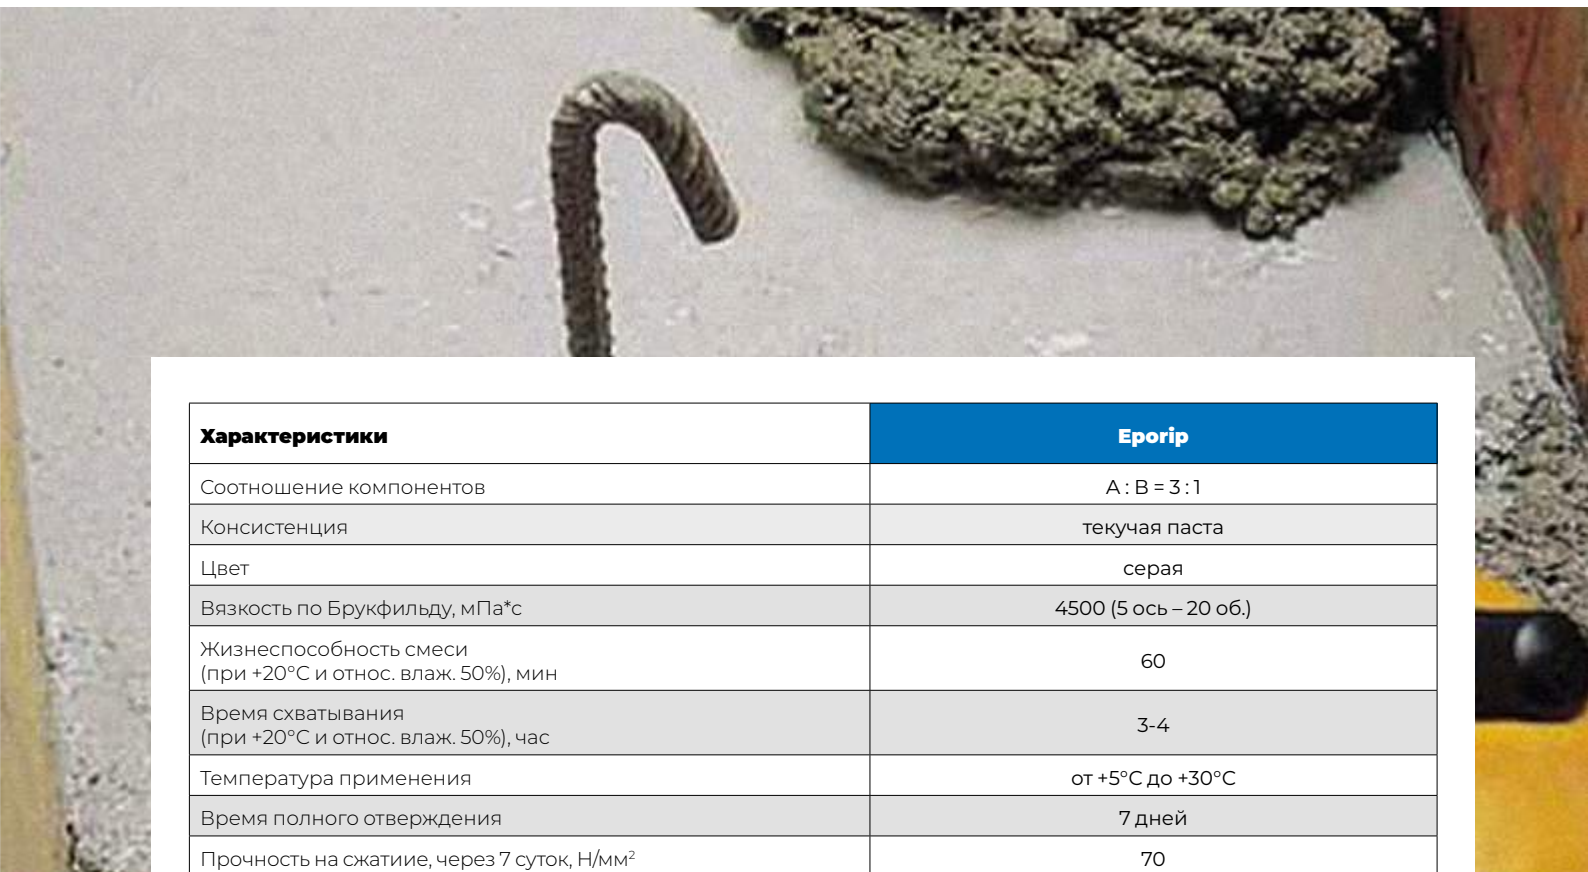 Характеристики Eporip
Соотношение компонентов A : B = 3 : 1
Консистенция текучая паста
Цвет серая
Вязкость по Брукфильду, мПа*с 4500 (5 ось – 20 об.)
Жизнеспособность смеси
(при +20°C и относ. влаж. 50%), мин 60
Время схватывания
(при +20°C и относ. влаж. 50%), час 3-4
Температура применения от +5°C до +30°C
Время полного отверждения 7 дней
Прочность на сжатиие, через 7 суток, Н/мм² 70